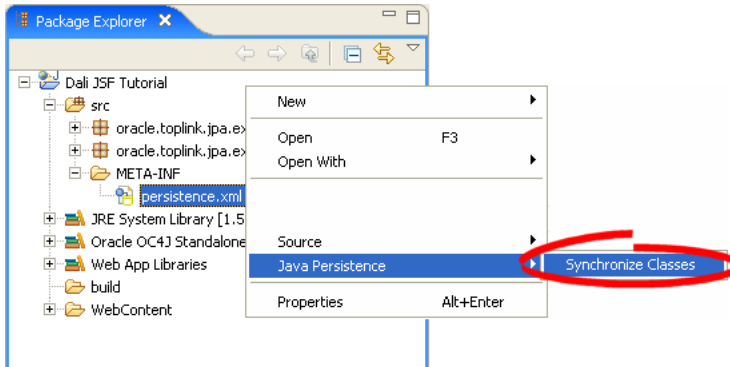 Package Explorer
Dali JSF Tutorial
src
oracle.toplink.jpa.ex
oracle.toplink.jpa.ex
META-INF
persistence.xml
JRE System Library [1.5
Oracle OC4J Standalone
Web App Libraries
build
WebContent
New
Open F3
Open With
Source
Java Persistence
Properties Alt+Enter
Synchronize Classes